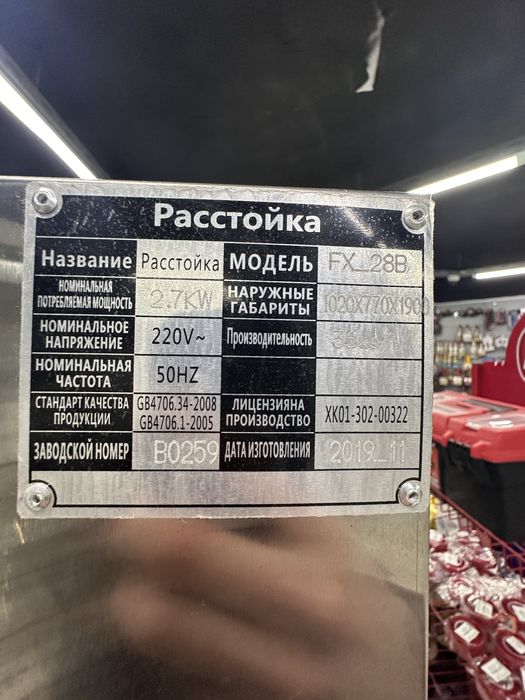 Расстойка
Название Расстойка МОДЕЛЬ FX_28B
НОМИНАЛЬНАЯ ПОТРЕБЛЯЕМАЯ МОЩНОСТЬ 2.7KW НАРУЖНЫЕ ГАБАРИТЫ 1020X770X1900
НОМИНАЛЬНОЕ НАПРЯЖЕНИЕ 220V~ Производительность
НОМИНАЛЬНАЯ ЧАСТОТА 50HZ
СТАНДАРТ КАЧЕСТВА ПРОДУКЦИИ GB4706.34-2008 GB4706.1-2005 ЛИЦЕНЗИЯНА ПРОИЗВОДСТВО XK01-302-00322
ЗАВОДСКОЙ НОМЕР B0259 ДАТА ИЗГОТОВЛЕНИЯ 2019_11